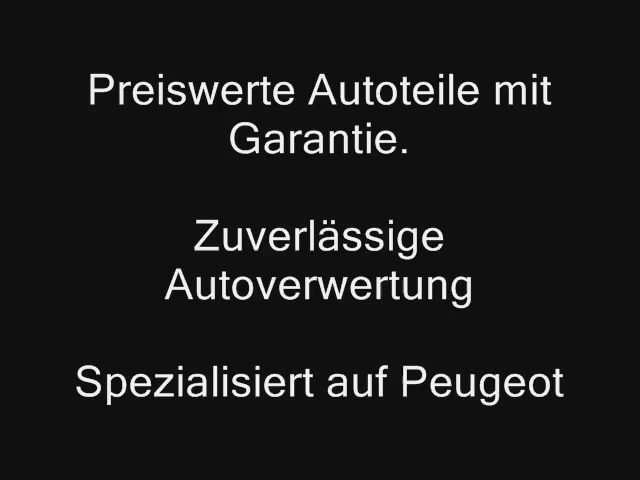 Preiswerte Autoteile mit
Garantie.
Zuverlässige
Autoverwertung
Spezialisiert auf Peugeot